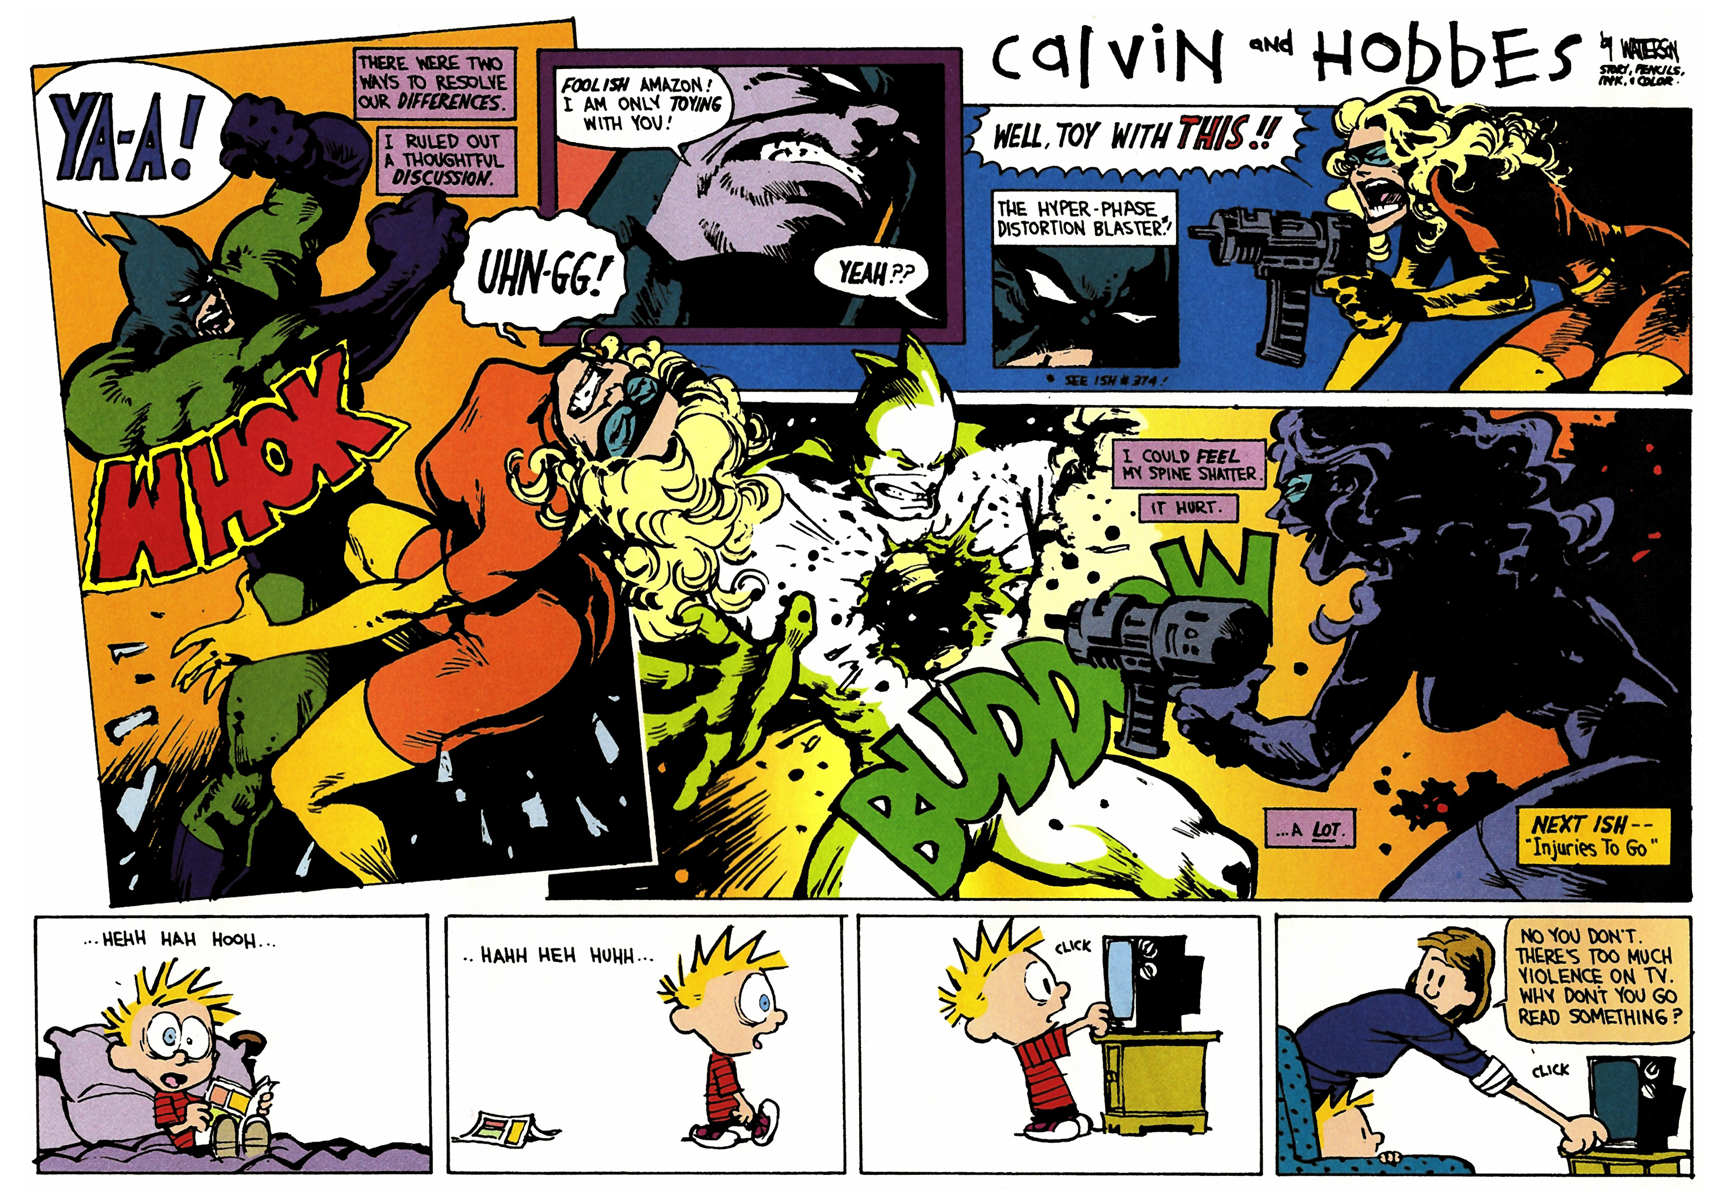 CALVIN AND HOBBES
by WATTERSON
STORY, PENCILS,
INK, & COLOR.
YA-A!
THERE WERE TWO
WAYS TO RESOLVE
OUR DIFFERENCES.
I RULED OUT
A THOUGHTFUL
DISCUSSION.
WHOK
UHN-GG!
FOOLISH AMAZON!
I AM ONLY TOYING
WITH YOU!
YEAH??
WELL, TOY WITH THIS!!
THE HYPER-PHASE
DISTORTION BLASTER!*
* SEE ISH # 374!
I COULD FEEL
MY SPINE SHATTER.
IT HURT.
BUDDOW
...A LOT.
NEXT ISH--
"Injuries To Go"
...HEHH HAH HOOH...
..HAHH HEH HUHH...
CLICK
NO YOU DON'T.
THERE'S TOO MUCH
VIOLENCE ON TV.
WHY DON'T YOU GO
READ SOMETHING?
CLICK